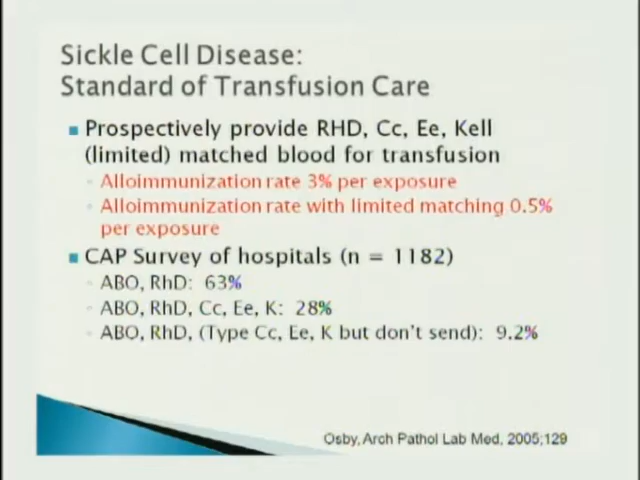 Sickle Cell Disease:
Standard of Transfusion Care
Prospectively provide RHD, Cc, Ee, Kell
(limited) matched blood for transfusion
Alloimmunization rate 3% per exposure
Alloimmunization rate with limited matching 0.5%
per exposure
CAP Survey of hospitals (n = 1182)
ABO, RhD: 63%
ABO, RhD, Cc, Ee, K: 28%
ABO, RhD, (Type Cc, Ee, K but don't send): 9.2%
Osby, Arch Pathol Lab Med, 2005;129